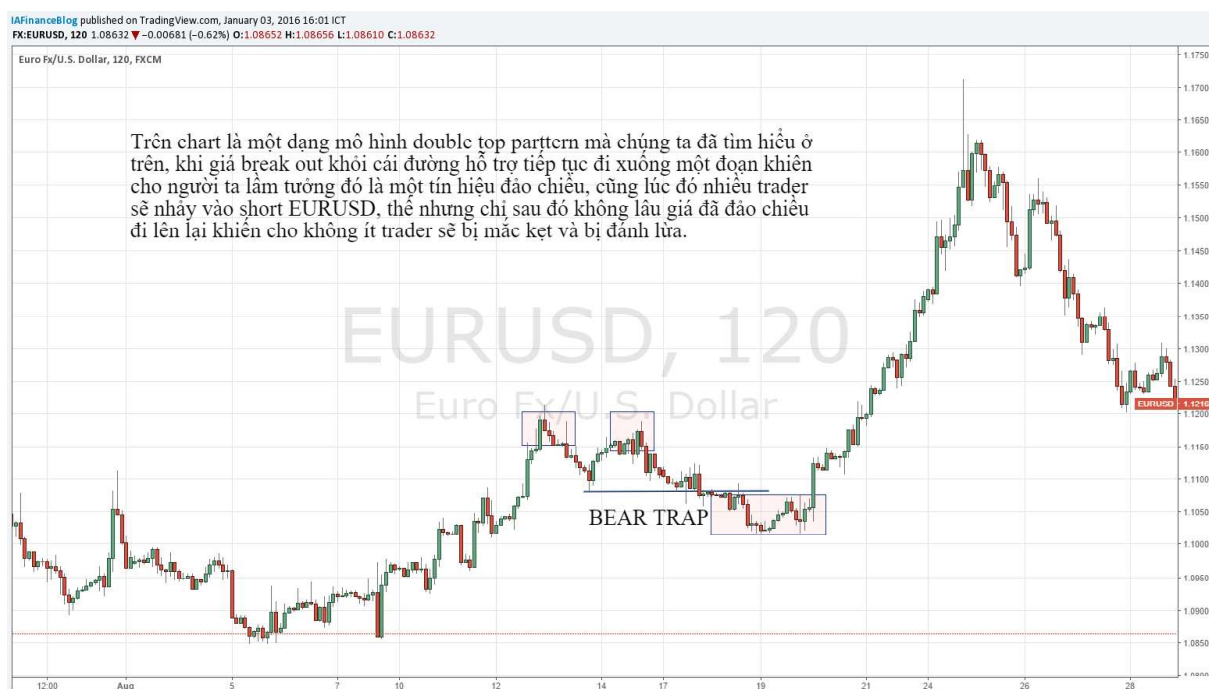 IAFinanceBlog published on TradingView.com, January 03, 2016 16:01 ICT
FX:EURUSD, 120 1.08632 ▼ −0.00681 (−0.62%) O:1.08652 H:1.08656 L:1.08610 C:1.08632
Euro Fx/U.S. Dollar, 120, FXCM
Trên chart là một dạng mô hình double top parttern mà chúng ta đã tìm hiểu ở
trên, khi giá break out khỏi cái đường hỗ trợ tiếp tục đi xuống một đoạn khiên
cho người ta lầm tưởng đó là một tín hiệu đảo chiều, cũng lúc đó nhiều trader
sẽ nhảy vào short EURUSD, thế nhưng chỉ sau đó không lâu giá đã đảo chiều
đi lên lại khiến cho không ít trader sẽ bị mắc kẹt và bị đánh lừa.
EURUSD, 120
Euro Fx/U.S. Dollar
BEAR TRAP
1.1750
1.1700
1.1650
1.1600
1.1550
1.1500
1.1450
1.1400
1.1350
1.1300
1.1250
EURUSD 1.1216
1.1200
1.1150
1.1100
1.1050
1.1000
1.0950
1.0900
1.0850
1.0800
12:00 Aug 5 7 10 12 14 17 19 21 24 26 28